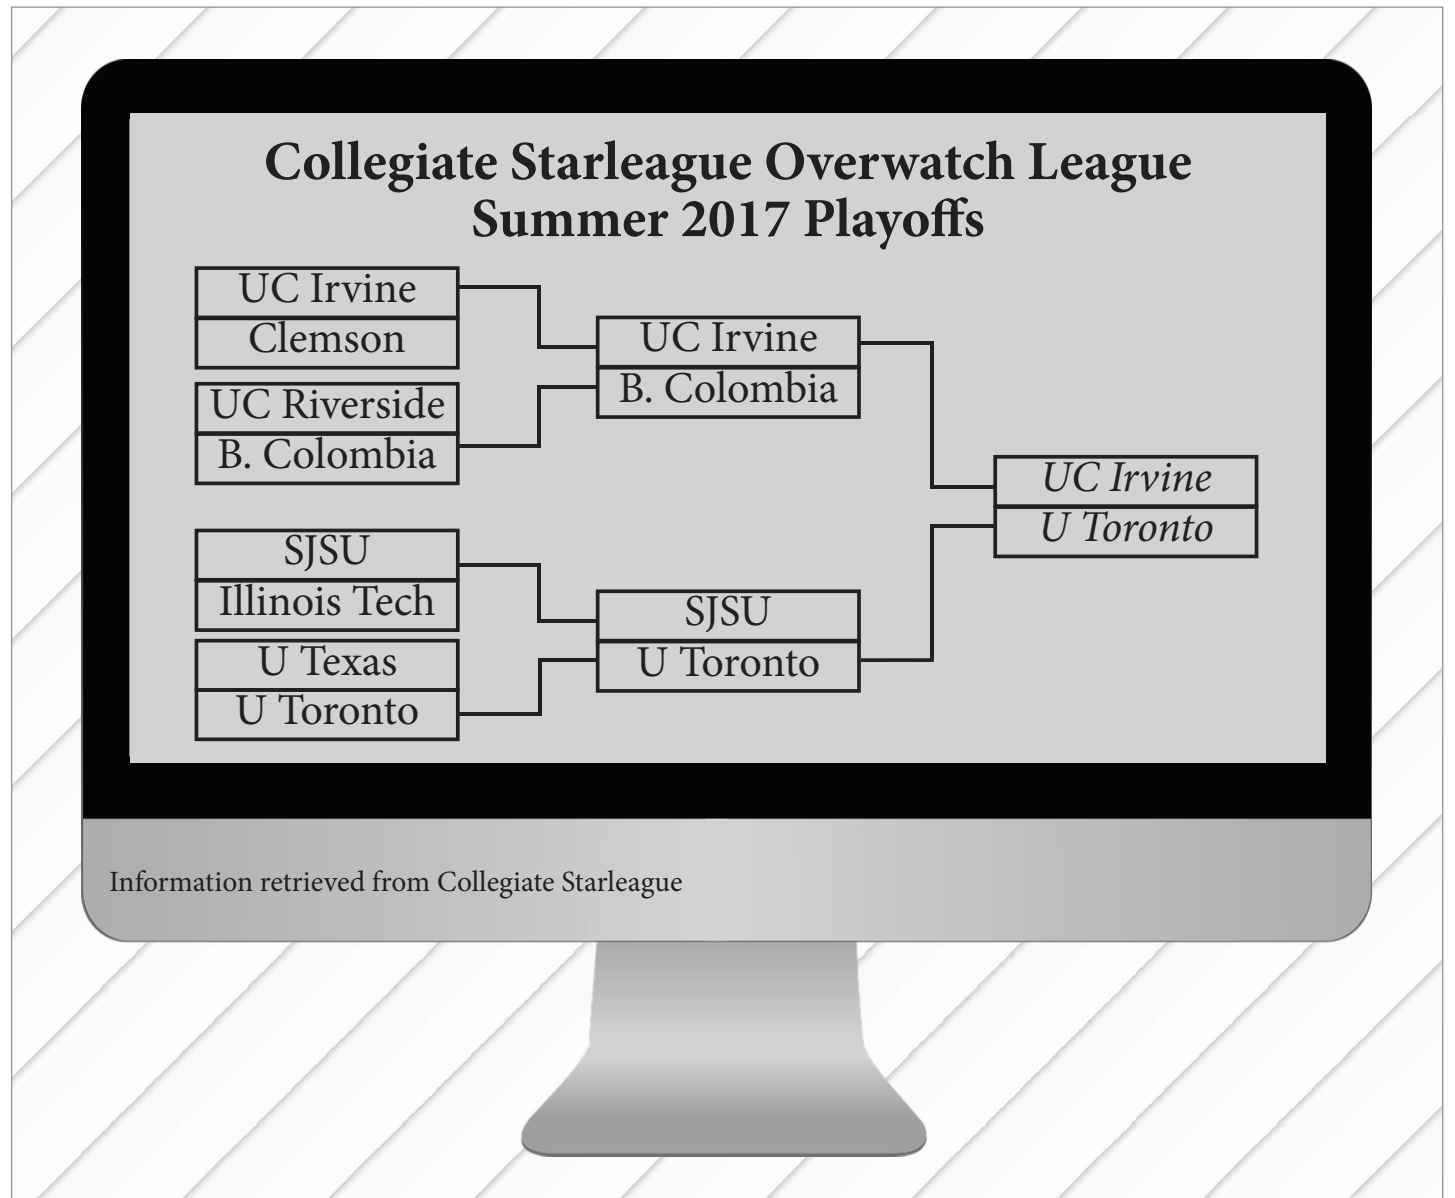 Collegiate Starleague Overwatch League
Summer 2017 Playoffs
UC Irvine
Clemson
UC Riverside
B. Colombia
SJSU
Illinois Tech
U Texas
U Toronto
UC Irvine
B. Colombia
SJSU
U Toronto
UC Irvine
U Toronto
Information retrieved from Collegiate Starleague